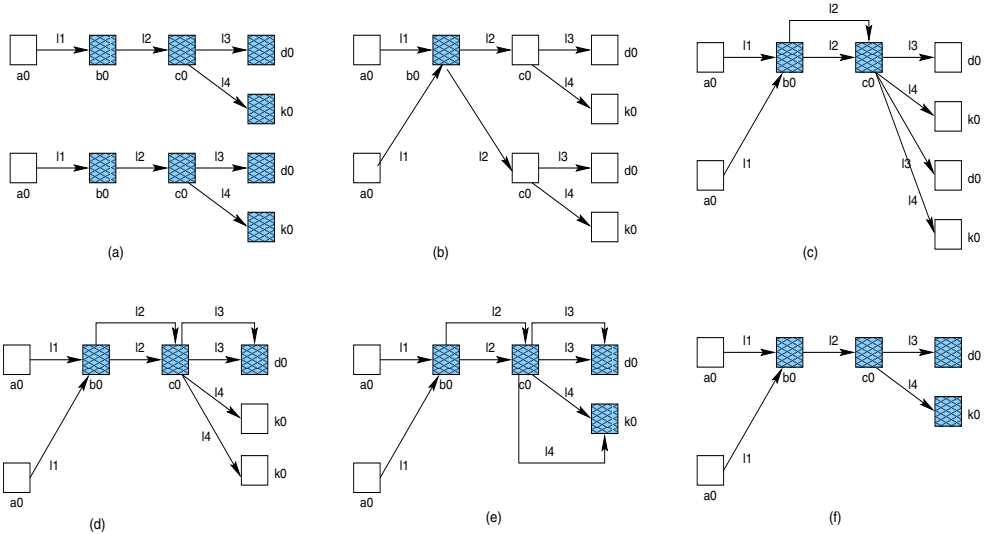 l1 l2 l3
a0 b0 c0 d0
l4
k0
l1 l2 l3
a0 b0 c0 d0
l4
k0
(a)
l1 l2 l3
a0 b0 c0 d0
l4
k0
l1 l2 l3
a0 c0 d0
l4
k0
(b)
l2
l1 l2 l3
a0 b0 c0 d0
l4
k0
l1 l3
a0 d0
l4
k0
(c)
l2 l3
l1 l2 l3
a0 b0 c0 d0
l4
k0
l4
l1 k0
a0
(d)
l2 l3
l1 l2 l3
a0 b0 c0 d0
l4
k0
l4
l1
a0
(e)
l1 l2 l3
a0 b0 c0 d0
l4
k0
l1
a0
(f)